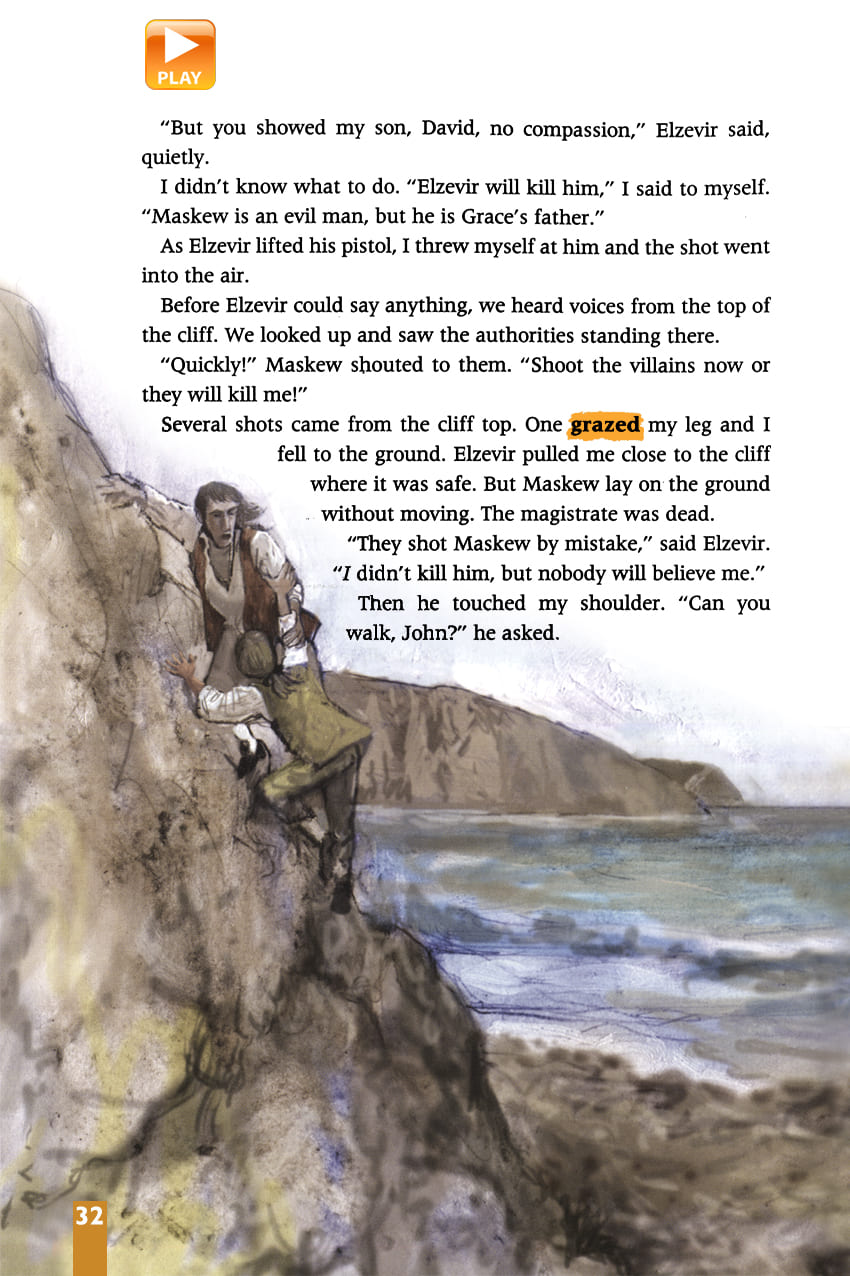 PLAY
“But you showed my son, David, no compassion,” Elzevir said,
quietly.
I didn’t know what to do. “Elzevir will kill him,” I said to myself.
“Maskew is an evil man, but he is Grace’s father.”
As Elzevir lifted his pistol, I threw myself at him and the shot went
into the air.
Before Elzevir could say anything, we heard voices from the top of
the cliff. We looked up and saw the authorities standing there.
“Quickly!” Maskew shouted to them. “Shoot the villains now or
they will kill me!”
Several shots came from the cliff top. One grazed my leg and I
fell to the ground. Elzevir pulled me close to the cliff
where it was safe. But Maskew lay on the ground
without moving. The magistrate was dead.
“They shot Maskew by mistake,” said Elzevir.
“I didn’t kill him, but nobody will believe me.”
Then he touched my shoulder. “Can you
walk, John?” he asked.
32